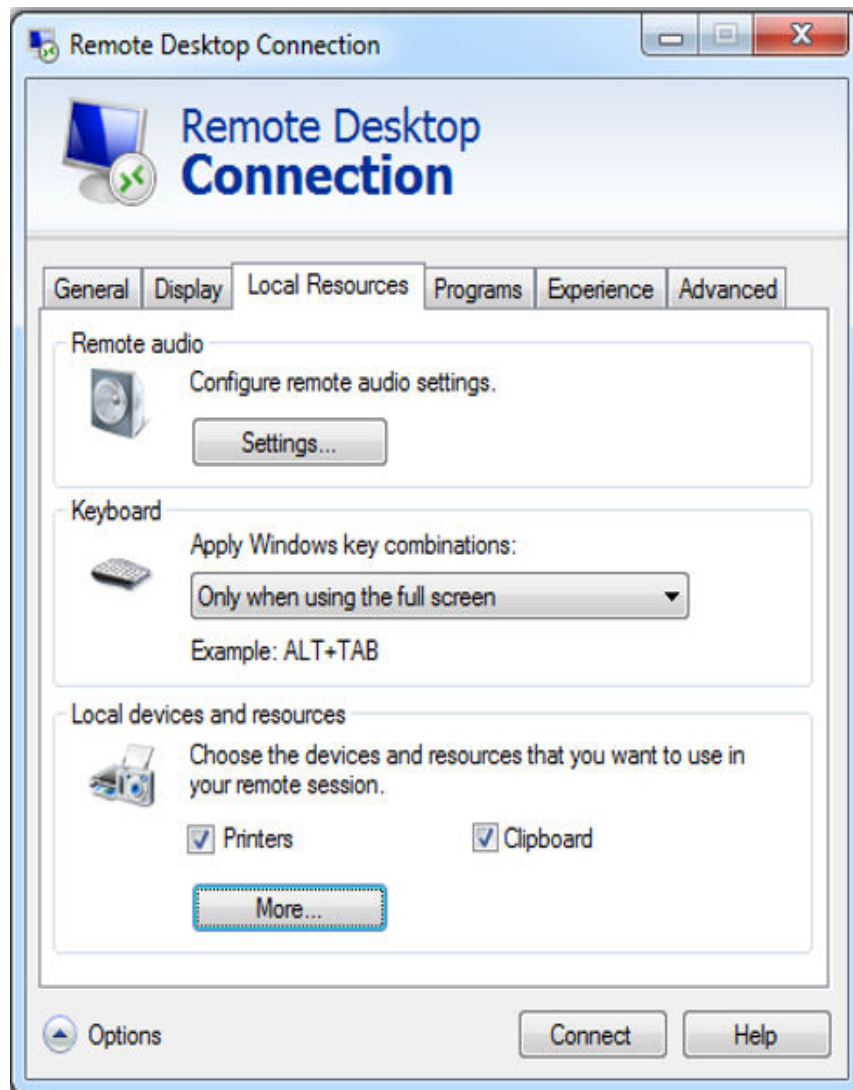 Remote Desktop Connection
Remote Desktop
Connection
General Display Local Resources Programs Experience Advanced
Remote audio
Configure remote audio settings.
Settings...
Keyboard
Apply Windows key combinations:
Only when using the full screen
Example: ALT+TAB
Local devices and resources
Choose the devices and resources that you want to use in
your remote session.
Printers Clipboard
More...
Options Connect Help